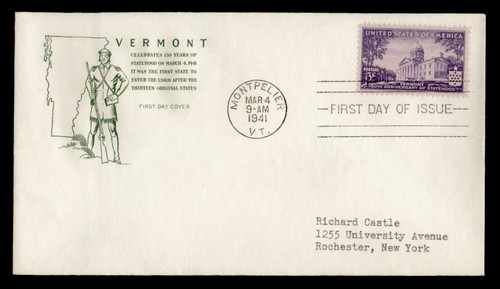 VERMONT
CELEBRATES 150 YEARS OF
STATEHOOD ON MARCH 4, 1941
IT WAS THE FIRST STATE TO
ENTER THE UNION AFTER THE
THIRTEEN ORIGINAL STATES
FIRST DAY COVER
MONTPELIER
MAR 4
9-AM
1941
VT.
UNITED STATES OF AMERICA
POSTAGE
3¢
VERMONT
150TH ANNIVERSARY OF STATEHOOD
FIRST DAY OF ISSUE
Richard Castle
1255 University Avenue
Rochester, New York